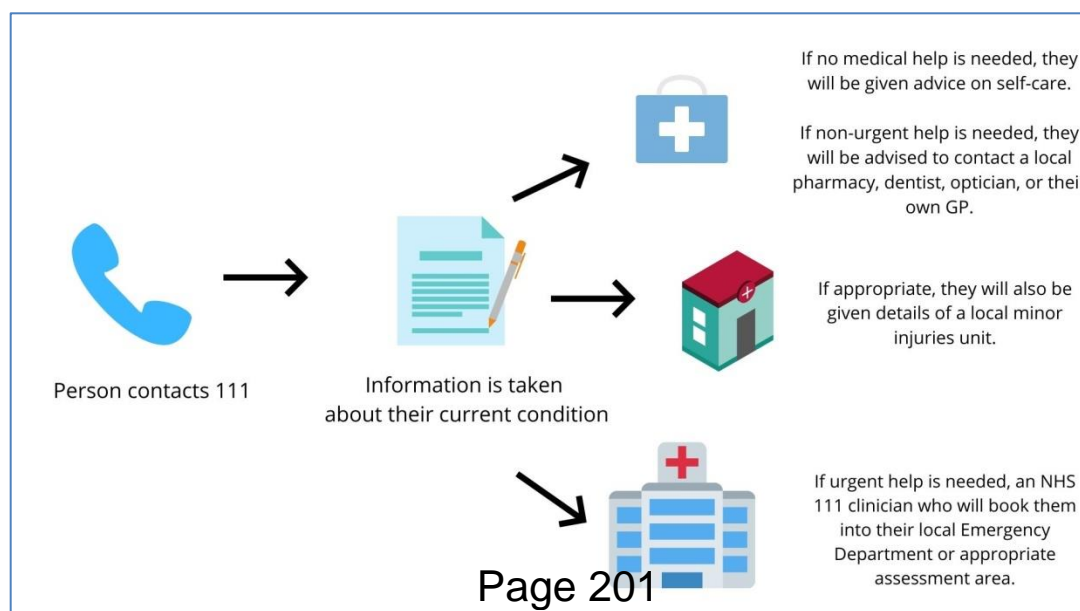 If no medical help is needed, they
will be given advice on self-care.
If non-urgent help is needed, they
will be advised to contact a local
pharmacy, dentist, optician, or thei
own GP.
Person contacts 111
Information is taken
about their current condition
If appropriate, they will also be
given details of a local minor
injuries unit.
If urgent help is needed, an NHS
111 clinician who will book them
into their local Emergency
Department or appropriate
assessment area.
Page 201